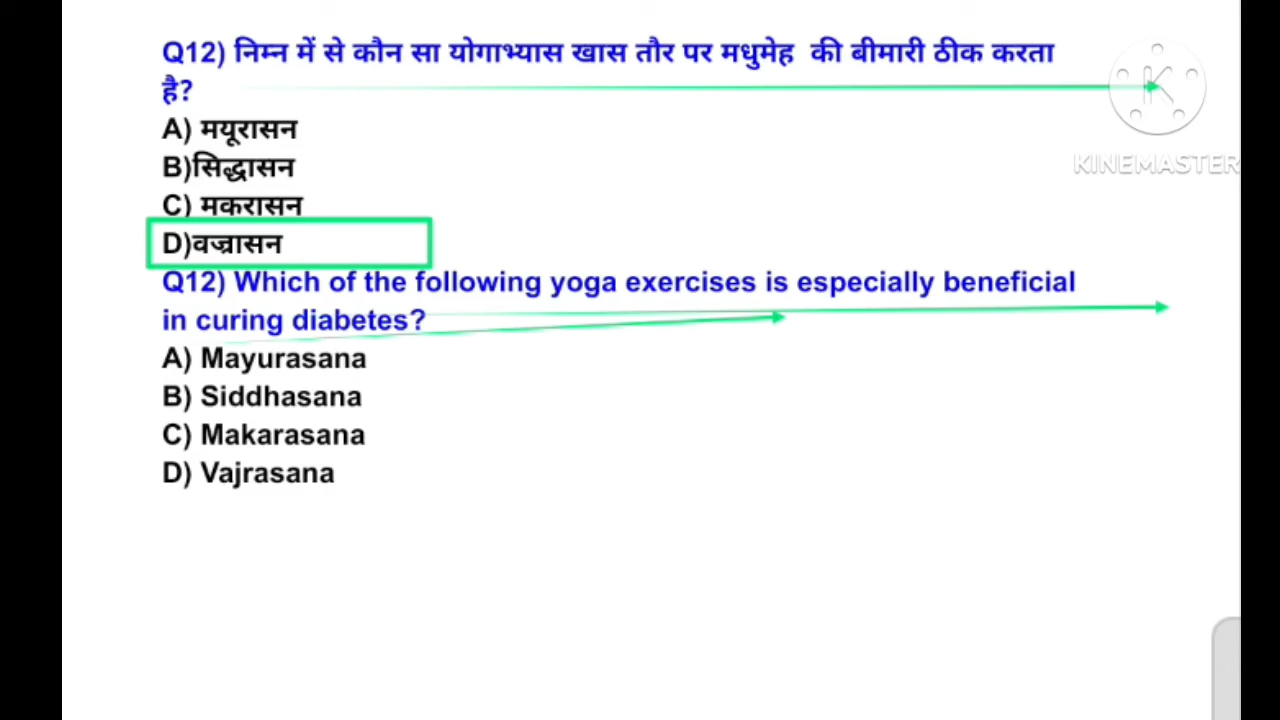 Q12) निम्न में से कौन सा योगाभ्यास खास तौर पर मधुमेह की बीमारी ठीक करता
है?
A) मयूरासन
B)सिद्धासन
C) मकरासन
D)वज्रासन
Q12) Which of the following yoga exercises is especially beneficial
in curing diabetes?
A) Mayurasana
B) Siddhasana
C) Makarasana
D) Vajrasana
K
KINEMASTER